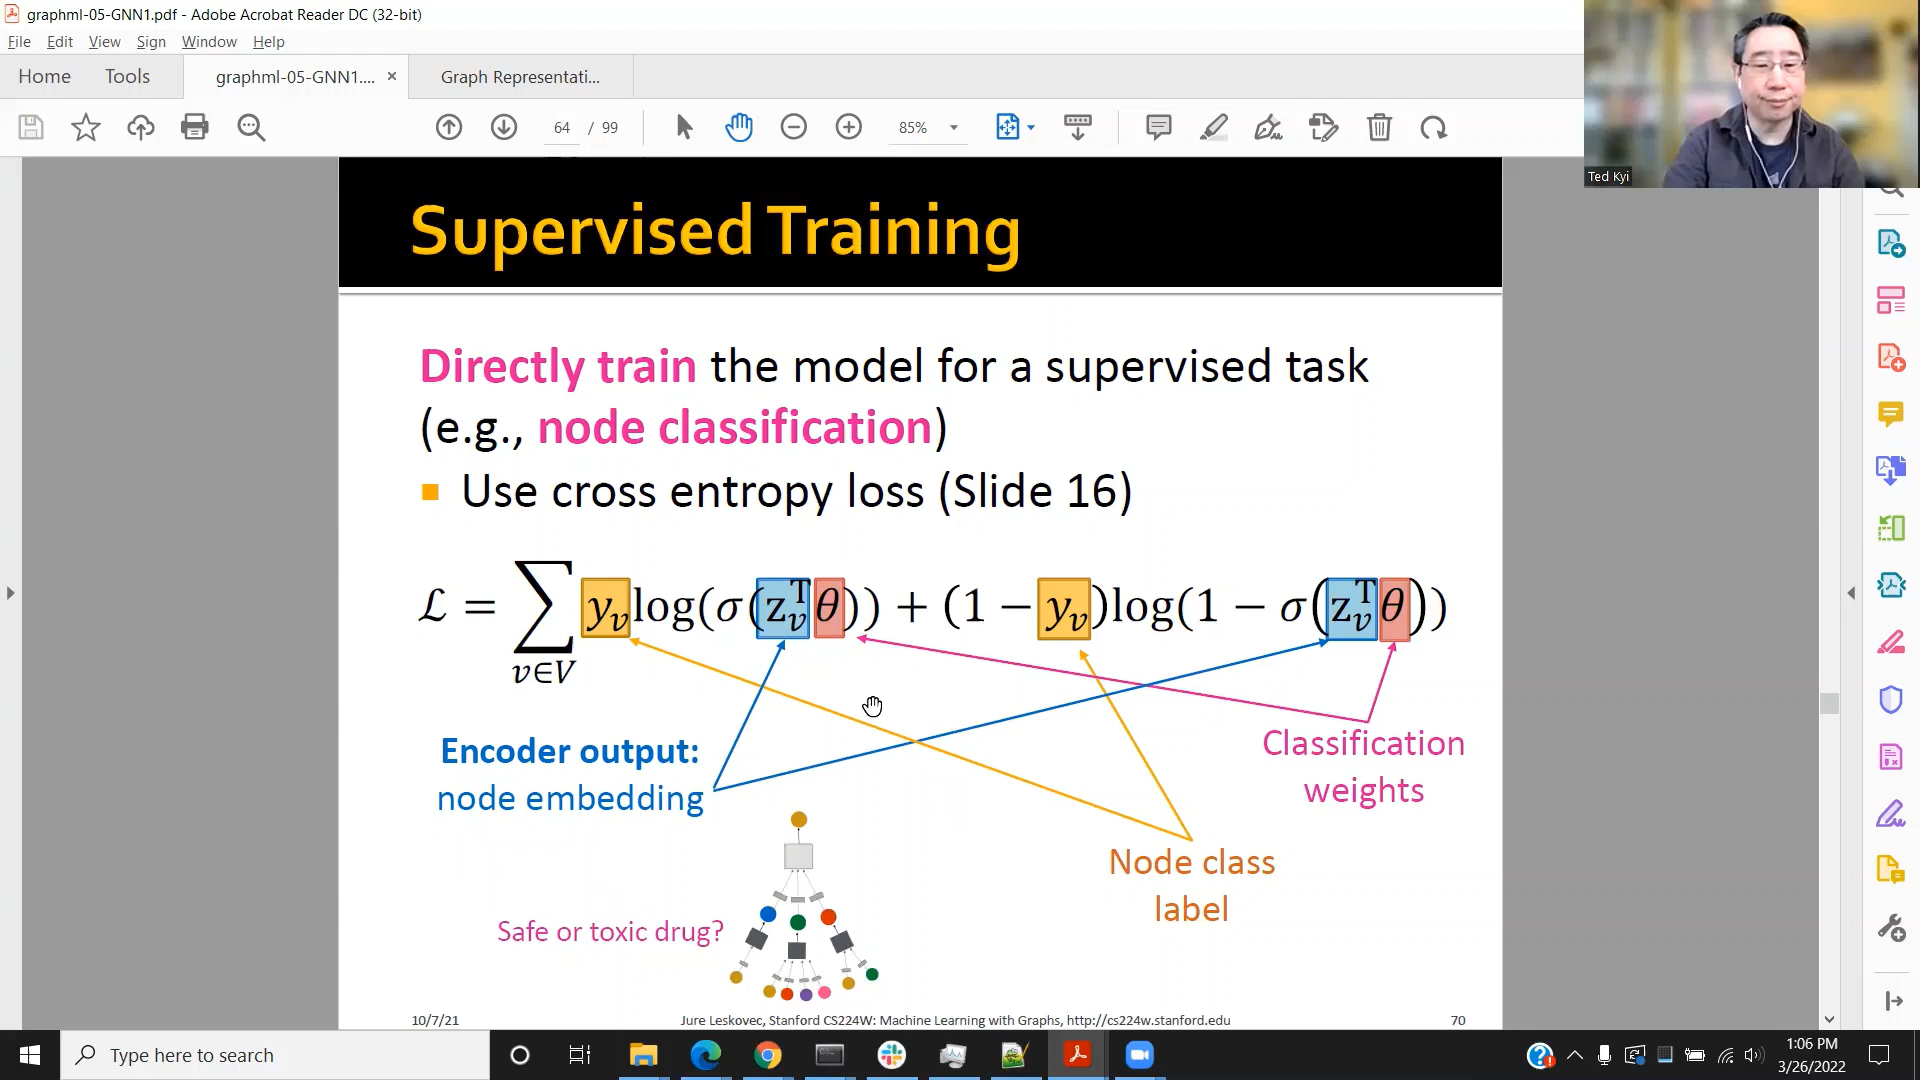 graphml-05-GNN1.pdf - Adobe Acrobat Reader DC (32-bit)
File Edit View Sign Window Help
Home Tools graphml-05-GNN1.... × Graph Representati...
64 / 99 85%
Ted Kyi
Supervised Training
Directly train the model for a supervised task
(e.g., node classification)
Use cross entropy loss (Slide 16)
ℒ = ∑ y_v log(σ(z_v^T θ)) + (1 − y_v)log(1 − σ(z_v^T θ))
v∈V
Encoder output:
node embedding
Classification
weights
Node class
label
Safe or toxic drug?
10/7/21 Jure Leskovec, Stanford CS224W: Machine Learning with Graphs, http://cs224w.stanford.edu 70
Type here to search
1:06 PM
3/26/2022